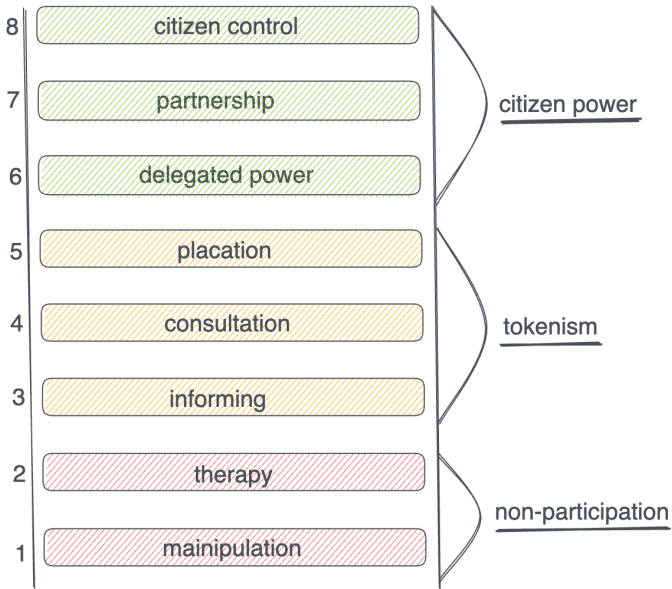 8 citizen control
7 partnership
citizen power
6 delegated power
5 placation
4 consultation
tokenism
3 informing
2 therapy
non-participation
1 mainipulation